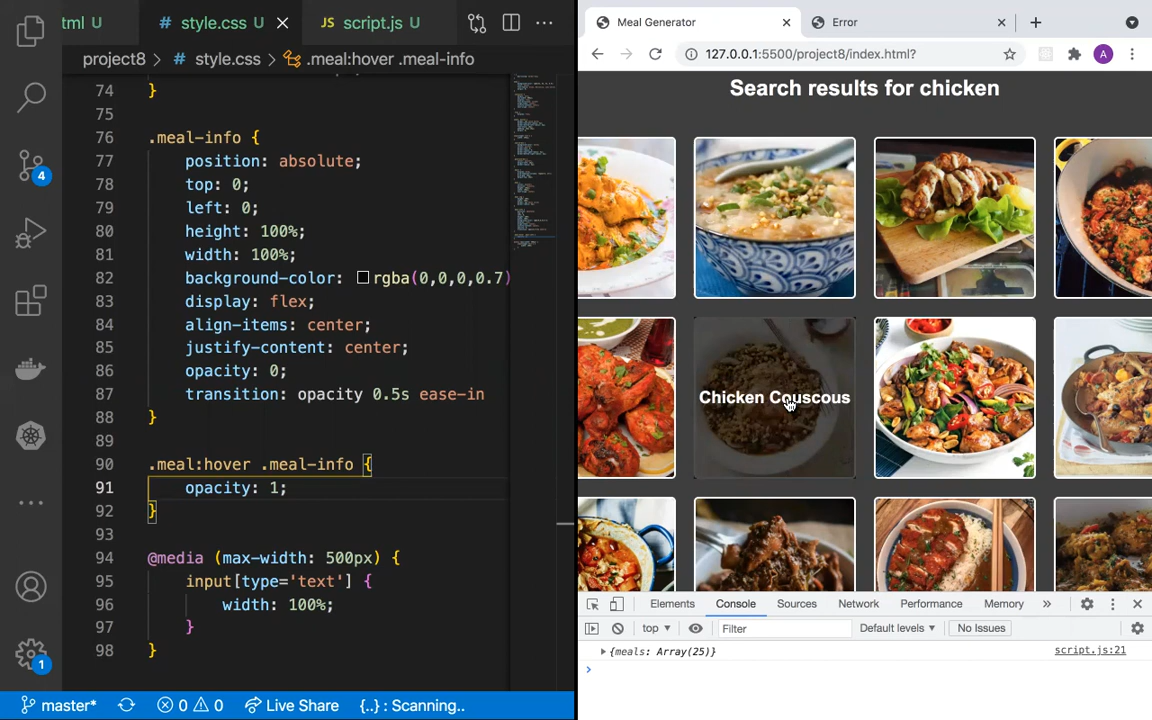 tml U
# style.css U
JS script.js U
project8 > # style.css > .meal:hover .meal-info
74 }
75
76 .meal-info {
77 position: absolute;
78 top: 0;
79 left: 0;
80 height: 100%;
81 width: 100%;
82 background-color: rgba(0,0,0,0.7)
83 display: flex;
84 align-items: center;
85 justify-content: center;
86 opacity: 0;
87 transition: opacity 0.5s ease-in
88 }
89
90 .meal:hover .meal-info {
91 opacity: 1;
92 }
93
94 @media (max-width: 500px) {
95 input[type='text'] {
96 width: 100%;
97 }
98 }
4
1
master* 0 0 Live Share {..} : Scanning..
Meal Generator
Error
127.0.0.1:5500/project8/index.html?
A
Search results for chicken
Chicken Couscous
Elements Console Sources Network Performance Memory »
top Filter Default levels No Issues
{meals: Array(25)} script.js:21
>